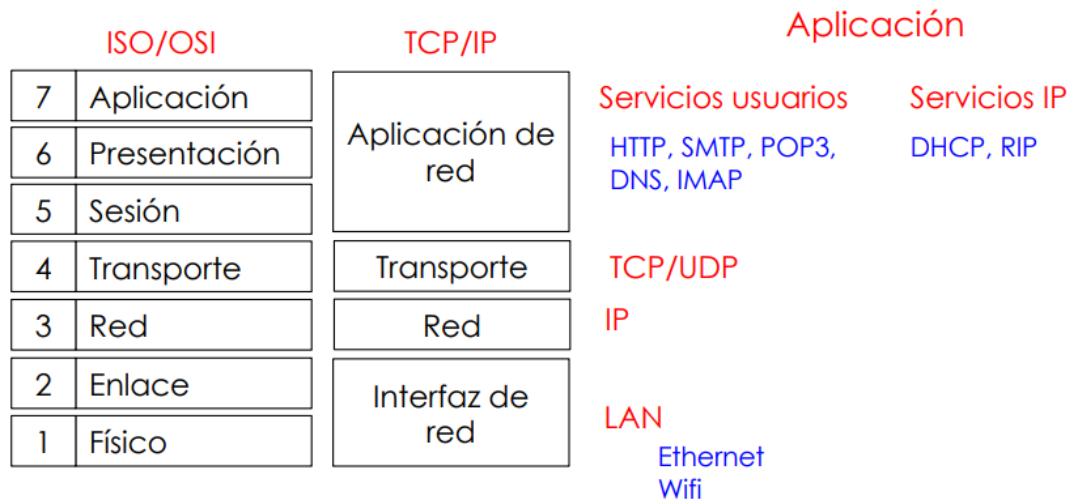 Aplicación
ISO/OSI
TCP/IP
7 Aplicación
6 Presentación
5 Sesión
4 Transporte
3 Red
2 Enlace
1 Físico
Aplicación de
red
Transporte
Red
Interfaz de
red
Servicios usuarios
HTTP, SMTP, POP3,
DNS, IMAP
Servicios IP
DHCP, RIP
TCP/UDP
IP
LAN
Ethernet
Wifi